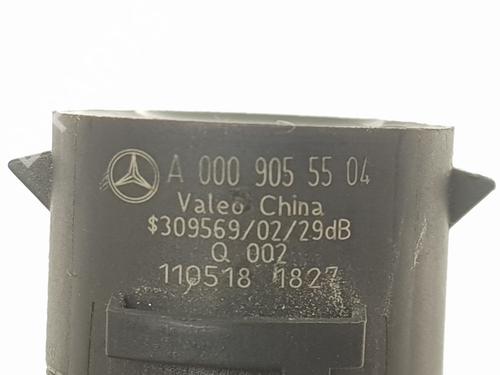 A 000 905 55 04
Valeo China
$309569/02/29dB
Q 002
110518 1827